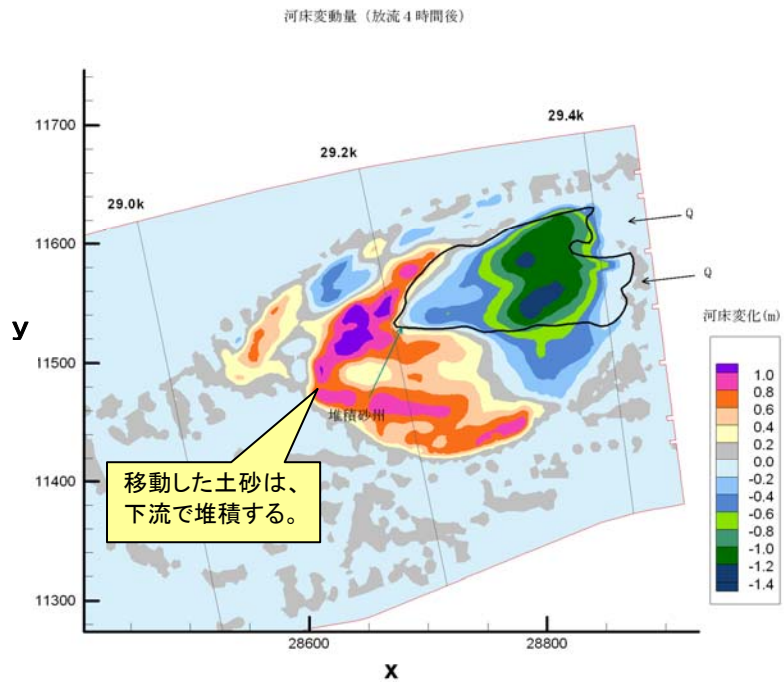 河床変動量（放流４時間後）
11700
11600
11500
11400
11300
y
28600
28800
x
29.0k
29.2k
29.4k
Q
Q
堆積砂州
移動した土砂は、
下流で堆積する。
河床変化(m)
1.0
0.8
0.6
0.4
0.2
0.0
-0.2
-0.4
-0.6
-0.8
-1.0
-1.2
-1.4